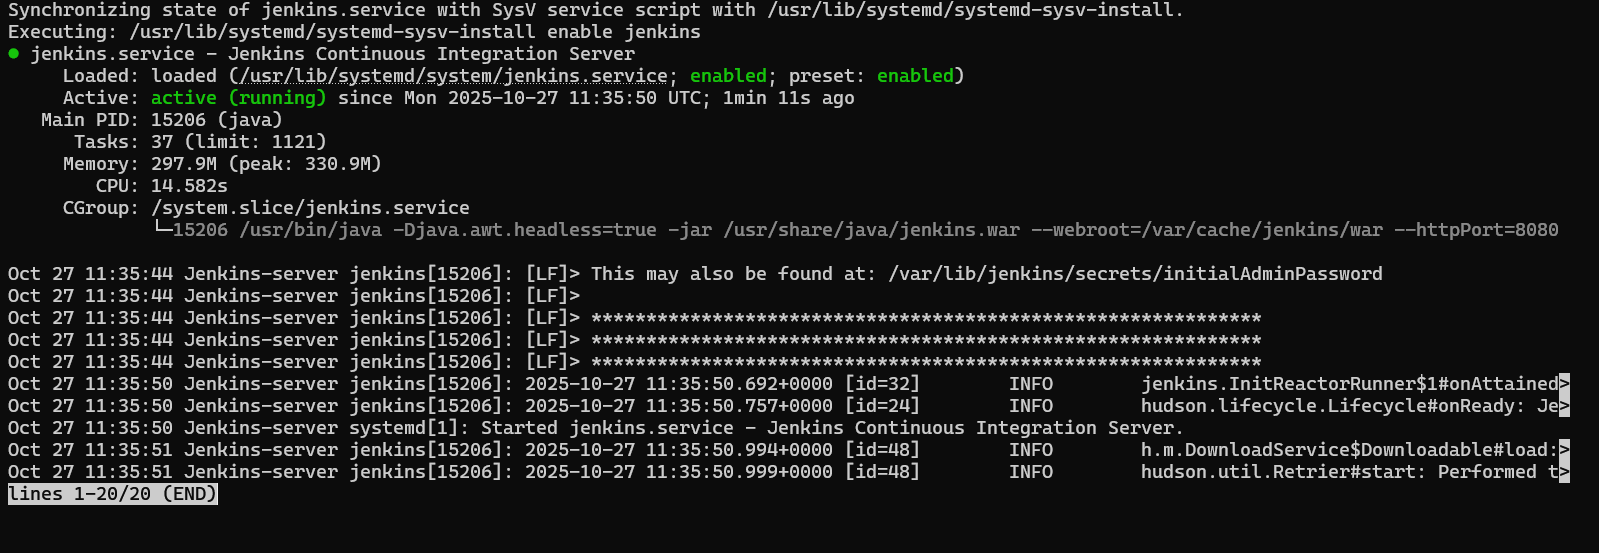 Synchronizing state of jenkins.service with SysV service script with /usr/lib/systemd/systemd-sysv-install.
Executing: /usr/lib/systemd/systemd-sysv-install enable jenkins
● jenkins.service - Jenkins Continuous Integration Server
     Loaded: loaded (/usr/lib/systemd/system/jenkins.service; enabled; preset: enabled)
     Active: active (running) since Mon 2025-10-27 11:35:50 UTC; 1min 11s ago
   Main PID: 15206 (java)
      Tasks: 37 (limit: 1121)
     Memory: 297.9M (peak: 330.9M)
        CPU: 14.582s
     CGroup: /system.slice/jenkins.service
             └─15206 /usr/bin/java -Djava.awt.headless=true -jar /usr/share/java/jenkins.war --webroot=/var/cache/jenkins/war --httpPort=8080
Oct 27 11:35:44 Jenkins-server jenkins[15206]: [LF]> This may also be found at: /var/lib/jenkins/secrets/initialAdminPassword
Oct 27 11:35:44 Jenkins-server jenkins[15206]: [LF]>
Oct 27 11:35:44 Jenkins-server jenkins[15206]: [LF]> *************************************************************
Oct 27 11:35:44 Jenkins-server jenkins[15206]: [LF]> *************************************************************
Oct 27 11:35:44 Jenkins-server jenkins[15206]: [LF]> *************************************************************
Oct 27 11:35:50 Jenkins-server jenkins[15206]: 2025-10-27 11:35:50.692+0000 [id=32]        INFO        jenkins.InitReactorRunner$1#onAttained>
Oct 27 11:35:50 Jenkins-server jenkins[15206]: 2025-10-27 11:35:50.757+0000 [id=24]        INFO        hudson.lifecycle.Lifecycle#onReady: Je>
Oct 27 11:35:50 Jenkins-server systemd[1]: Started jenkins.service - Jenkins Continuous Integration Server.
Oct 27 11:35:51 Jenkins-server jenkins[15206]: 2025-10-27 11:35:50.994+0000 [id=48]        INFO        h.m.DownloadService$Downloadable#load:>
Oct 27 11:35:51 Jenkins-server jenkins[15206]: 2025-10-27 11:35:50.999+0000 [id=48]        INFO        hudson.util.Retrier#start: Performed t>
lines 1-20/20 (END)